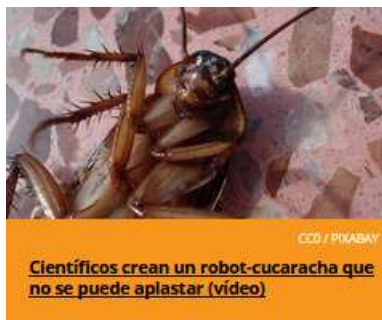 CC0 / PIXABAY
Científicos crean un robot-cucaracha que
no se puede aplastar (vídeo)